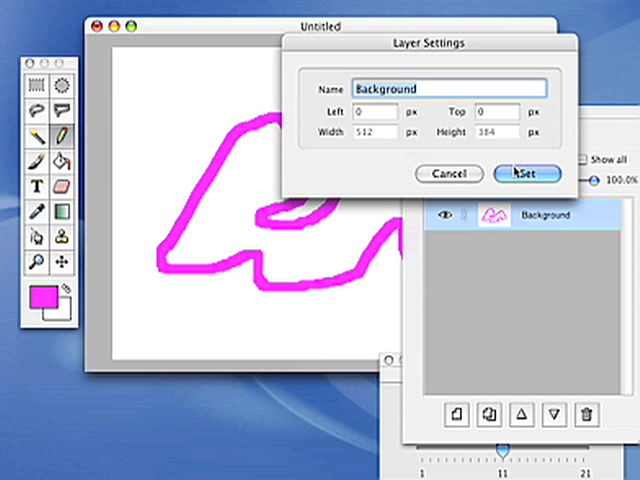 Untitled
Layer Settings
Name Background
Left 0 px Top 0 px
Width 512 px Height 384 px
Cancel Set
Show all
100.0%
Background
T
1 11 21